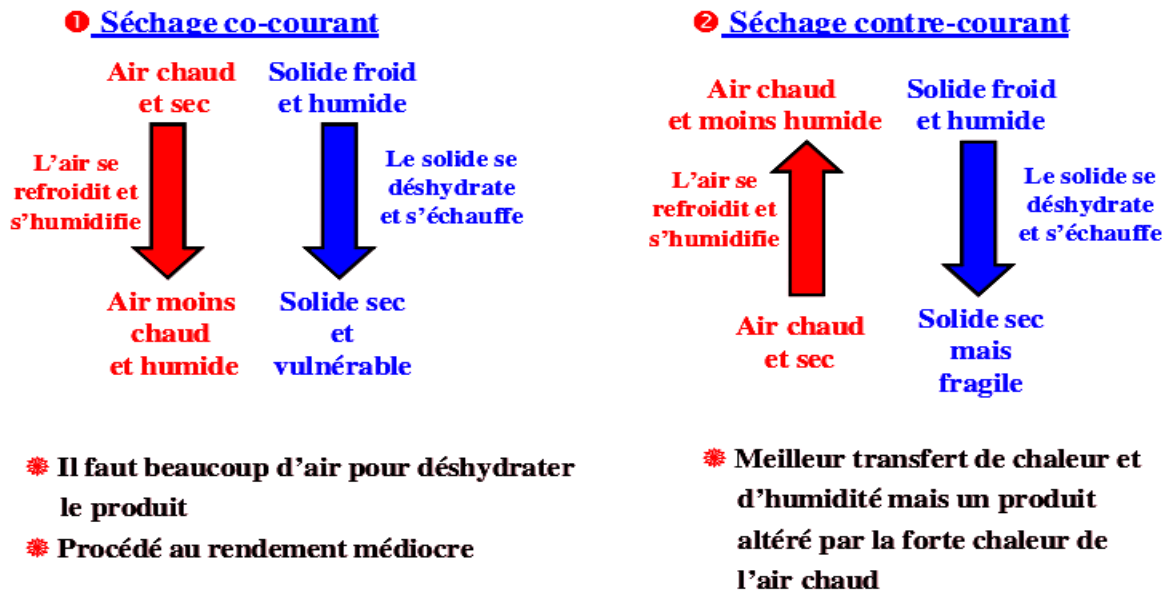 ❶ Séchage co-courant
Air chaud
et sec
Solide froid
et humide
L’air se
refroidit et
s’humidifie
Le solide se
déshydrate
et s’échauffe
Air moins
chaud
et humide
Solide sec
et
vulnérable
Il faut beaucoup d’air pour déshydrater
le produit
Procédé au rendement médiocre
❷ Séchage contre-courant
Air chaud
et moins humide
Solide froid
et humide
L’air se
refroidit et
s’humidifie
Le solide se
déshydrate
et s’échauffe
Air chaud
et sec
Solide sec
mais
fragile
Meilleur transfert de chaleur et
d’humidité mais un produit
altéré par la forte chaleur de
l’air chaud